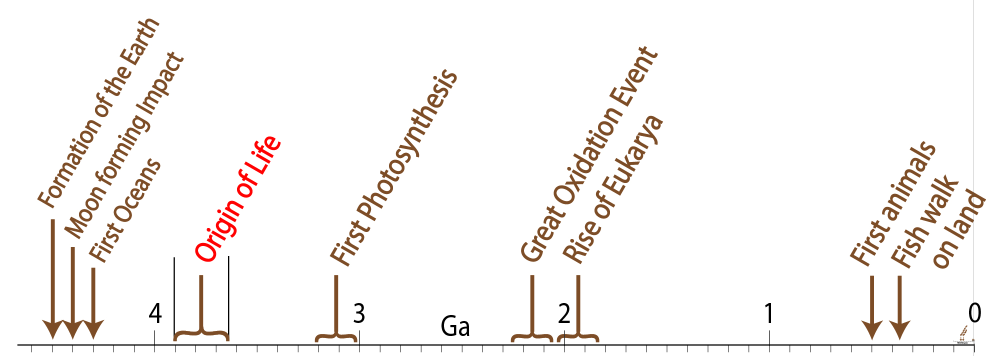 Formation of the Earth
Moon forming Impact
First Oceans
Origin of Life
First Photosynthesis
Great Oxidation Event
Rise of Eukarya
First animals
Fish walk
on land
4
3
Ga
2
1
0